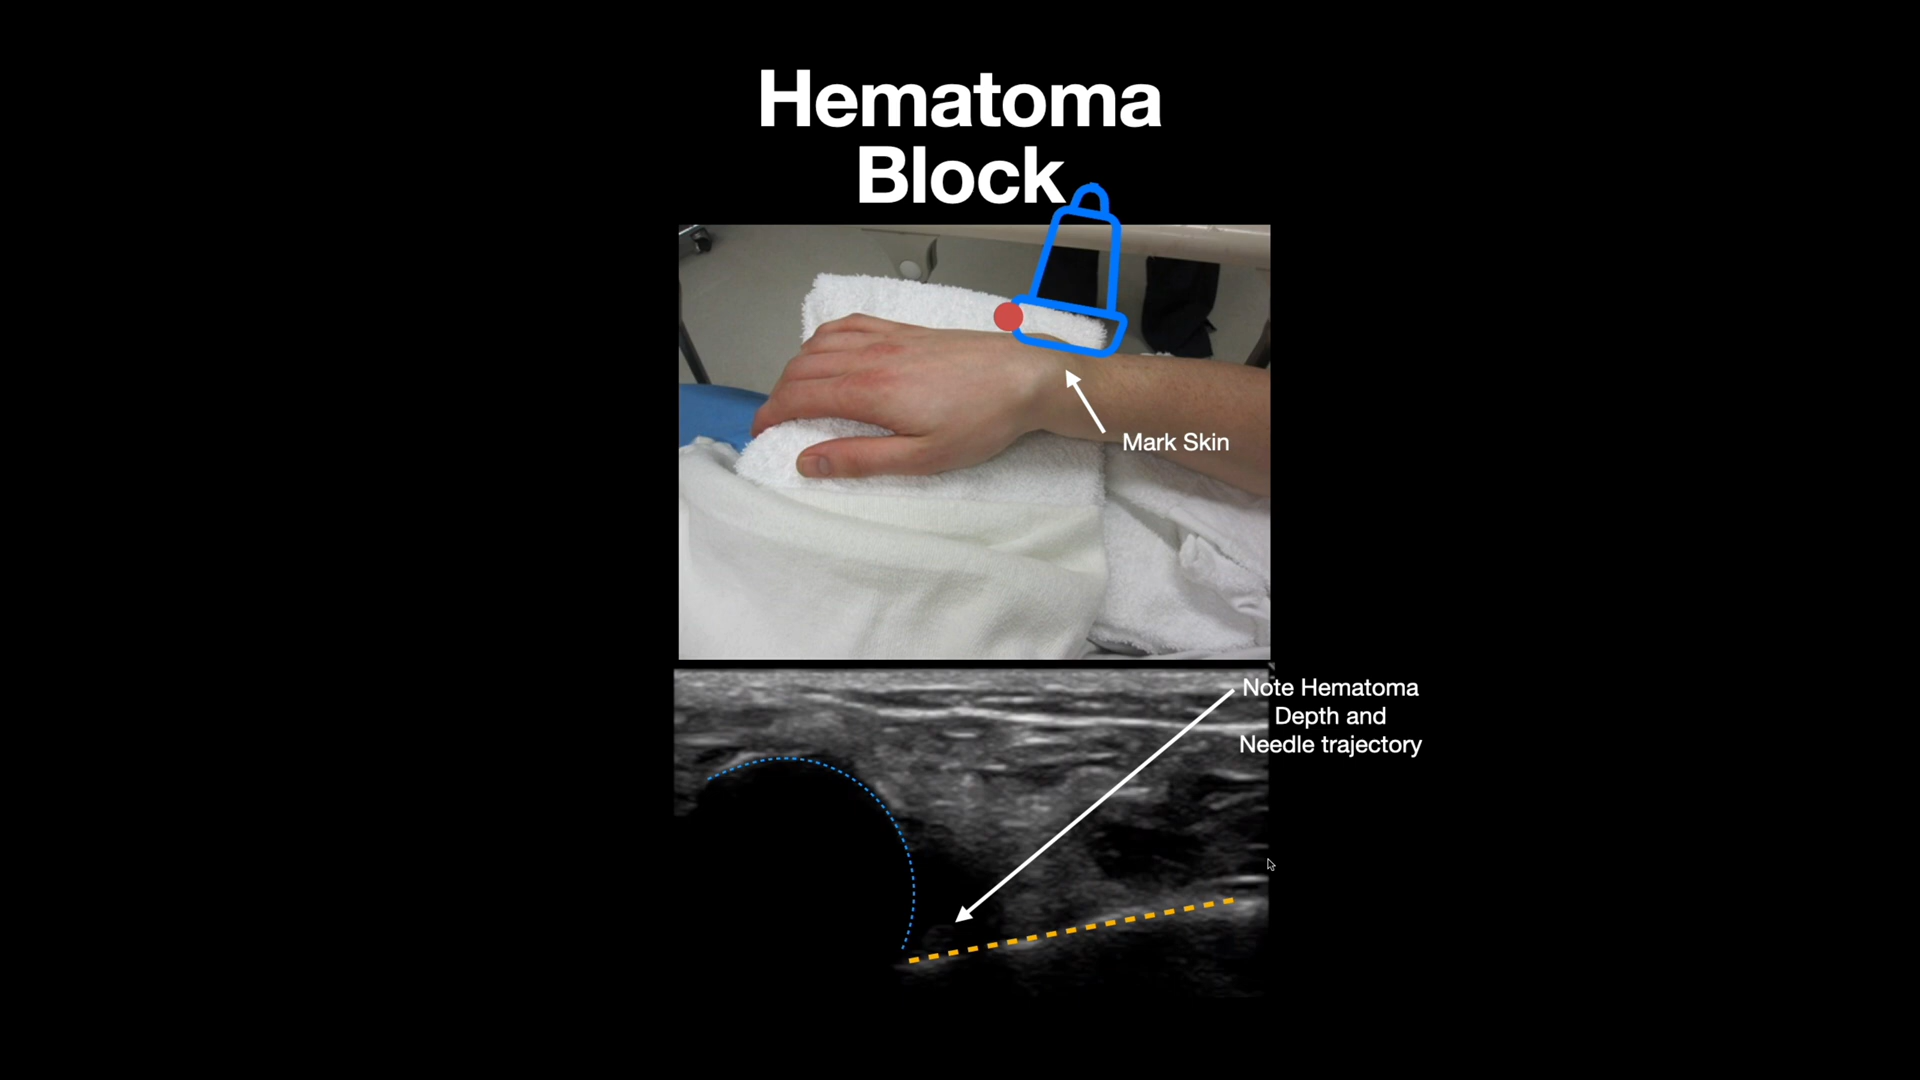 Hematoma
Block
Mark Skin
Note Hematoma
Depth and
Needle trajectory